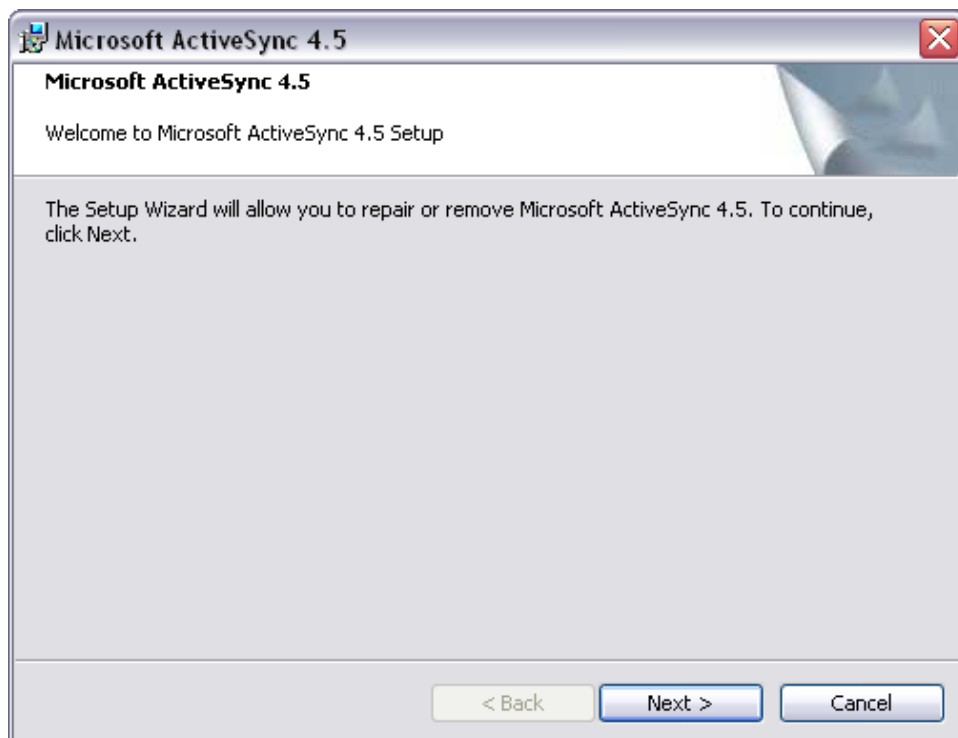 Microsoft ActiveSync 4.5
Microsoft ActiveSync 4.5
Welcome to Microsoft ActiveSync 4.5 Setup
The Setup Wizard will allow you to repair or remove Microsoft ActiveSync 4.5. To continue,
click Next.
< Back Next > Cancel